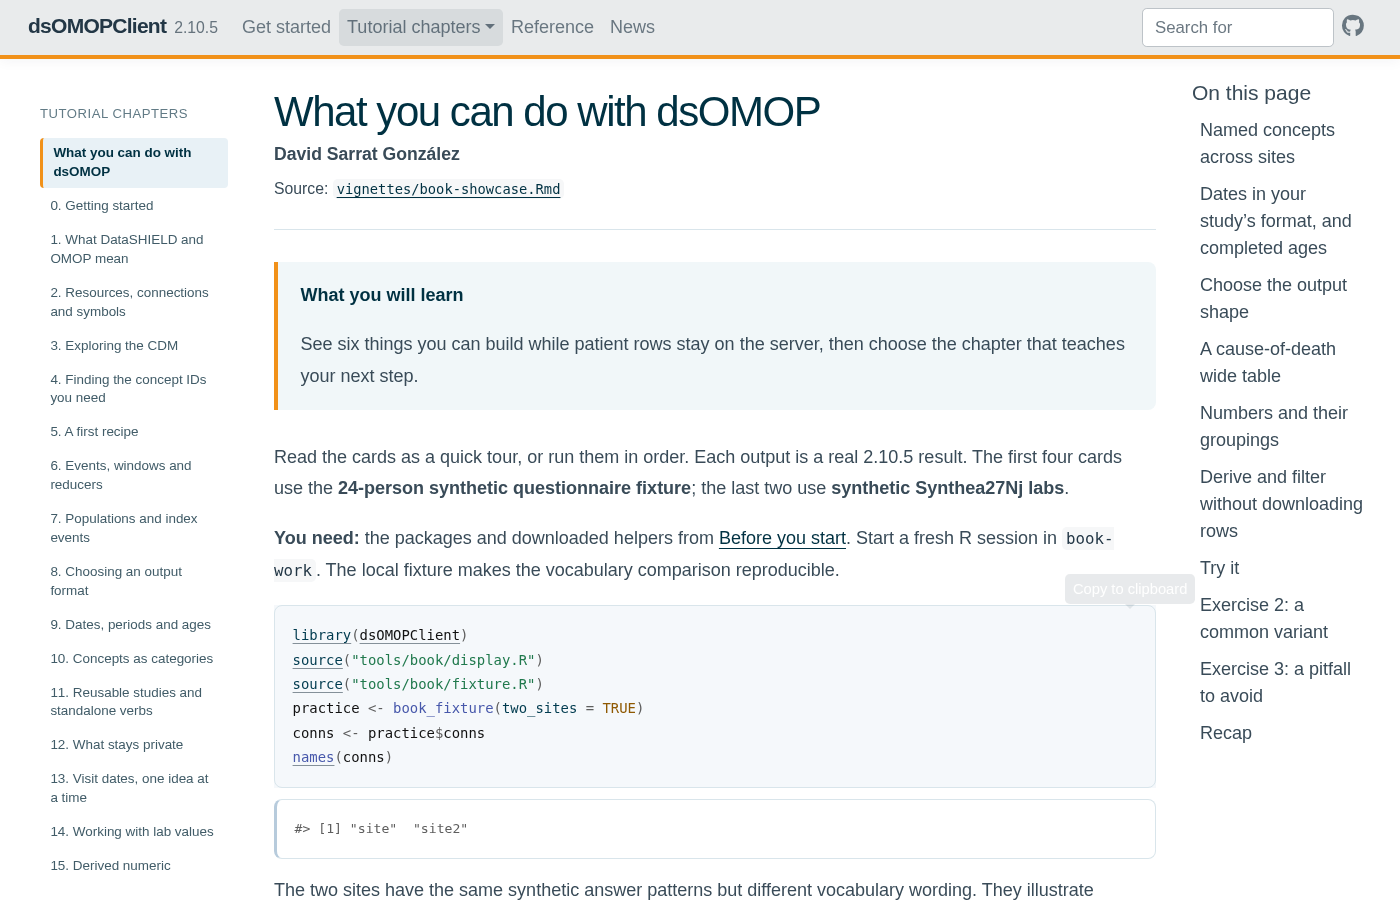 dsOMOPClient 2.10.5 Get started Tutorial chapters Reference News Search for
TUTORIAL CHAPTERS
What you can do with
dsOMOP
0. Getting started
1. What DataSHIELD and
OMOP mean
2. Resources, connections
and symbols
3. Exploring the CDM
4. Finding the concept IDs
you need
5. A first recipe
6. Events, windows and
reducers
7. Populations and index
events
8. Choosing an output
format
9. Dates, periods and ages
10. Concepts as categories
11. Reusable studies and
standalone verbs
12. What stays private
13. Visit dates, one idea at
a time
14. Working with lab values
15. Derived numeric
What you can do with dsOMOP
David Sarrat González
Source: vignettes/book-showcase.Rmd
What you will learn
See six things you can build while patient rows stay on the server, then choose the chapter that teaches
your next step.
Read the cards as a quick tour, or run them in order. Each output is a real 2.10.5 result. The first four cards
use the 24-person synthetic questionnaire fixture; the last two use synthetic Synthea27Nj labs.
You need: the packages and downloaded helpers from Before you start. Start a fresh R session in book-
work. The local fixture makes the vocabulary comparison reproducible.
Copy to clipboard
library(dsOMOPClient)
source("tools/book/display.R")
source("tools/book/fixture.R")
practice <- book_fixture(two_sites = TRUE)
conns <- practice$conns
names(conns)
#> [1] "site"  "site2"
The two sites have the same synthetic answer patterns but different vocabulary wording. They illustrate
On this page
Named concepts
across sites
Dates in your
study’s format, and
completed ages
Choose the output
shape
A cause-of-death
wide table
Numbers and their
groupings
Derive and filter
without downloading
rows
Try it
Exercise 2: a
common variant
Exercise 3: a pitfall
to avoid
Recap